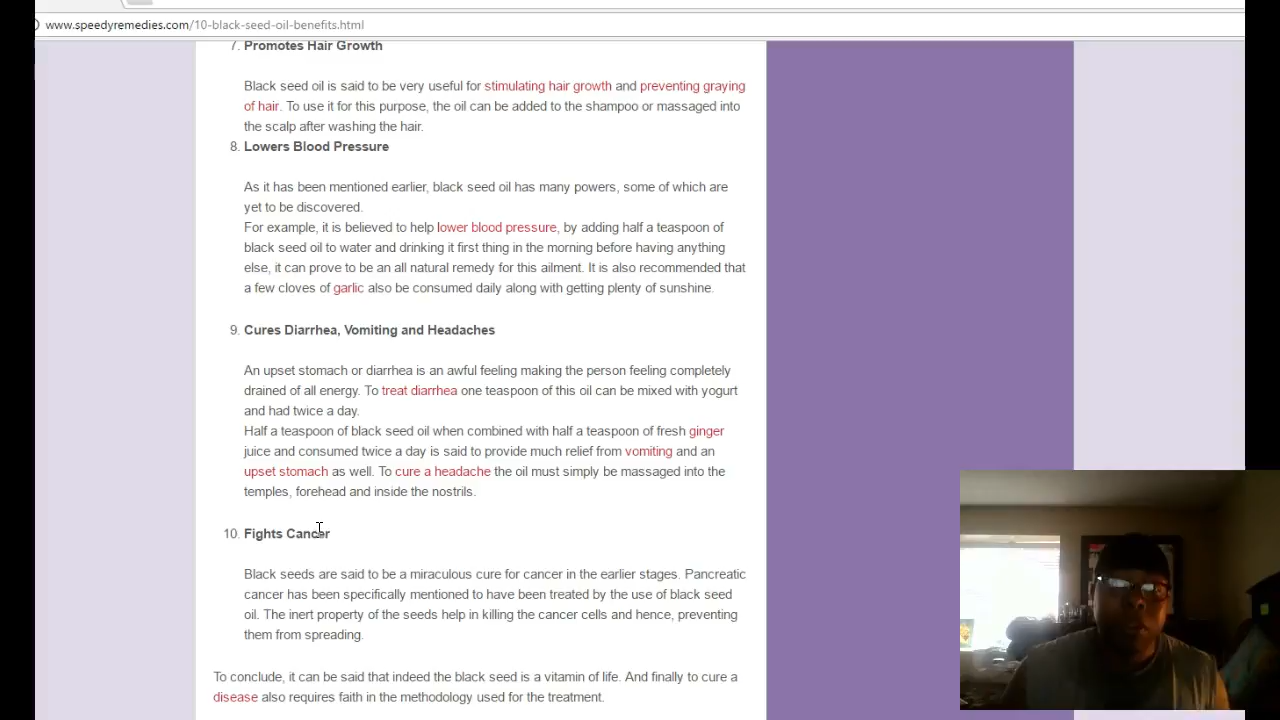 www.speedyremedies.com/10-black-seed-oil-benefits.html
7. Promotes Hair Growth
Black seed oil is said to be very useful for stimulating hair growth and preventing graying
of hair. To use it for this purpose, the oil can be added to the shampoo or massaged into
the scalp after washing the hair.
8. Lowers Blood Pressure
As it has been mentioned earlier, black seed oil has many powers, some of which are
yet to be discovered.
For example, it is believed to help lower blood pressure, by adding half a teaspoon of
black seed oil to water and drinking it first thing in the morning before having anything
else, it can prove to be an all natural remedy for this ailment. It is also recommended that
a few cloves of garlic also be consumed daily along with getting plenty of sunshine.
9. Cures Diarrhea, Vomiting and Headaches
An upset stomach or diarrhea is an awful feeling making the person feeling completely
drained of all energy. To treat diarrhea one teaspoon of this oil can be mixed with yogurt
and had twice a day.
Half a teaspoon of black seed oil when combined with half a teaspoon of fresh ginger
juice and consumed twice a day is said to provide much relief from vomiting and an
upset stomach as well. To cure a headache the oil must simply be massaged into the
temples, forehead and inside the nostrils.
10. Fights Cancer
Black seeds are said to be a miraculous cure for cancer in the earlier stages. Pancreatic
cancer has been specifically mentioned to have been treated by the use of black seed
oil. The inert property of the seeds help in killing the cancer cells and hence, preventing
them from spreading.
To conclude, it can be said that indeed the black seed is a vitamin of life. And finally to cure a
disease also requires faith in the methodology used for the treatment.